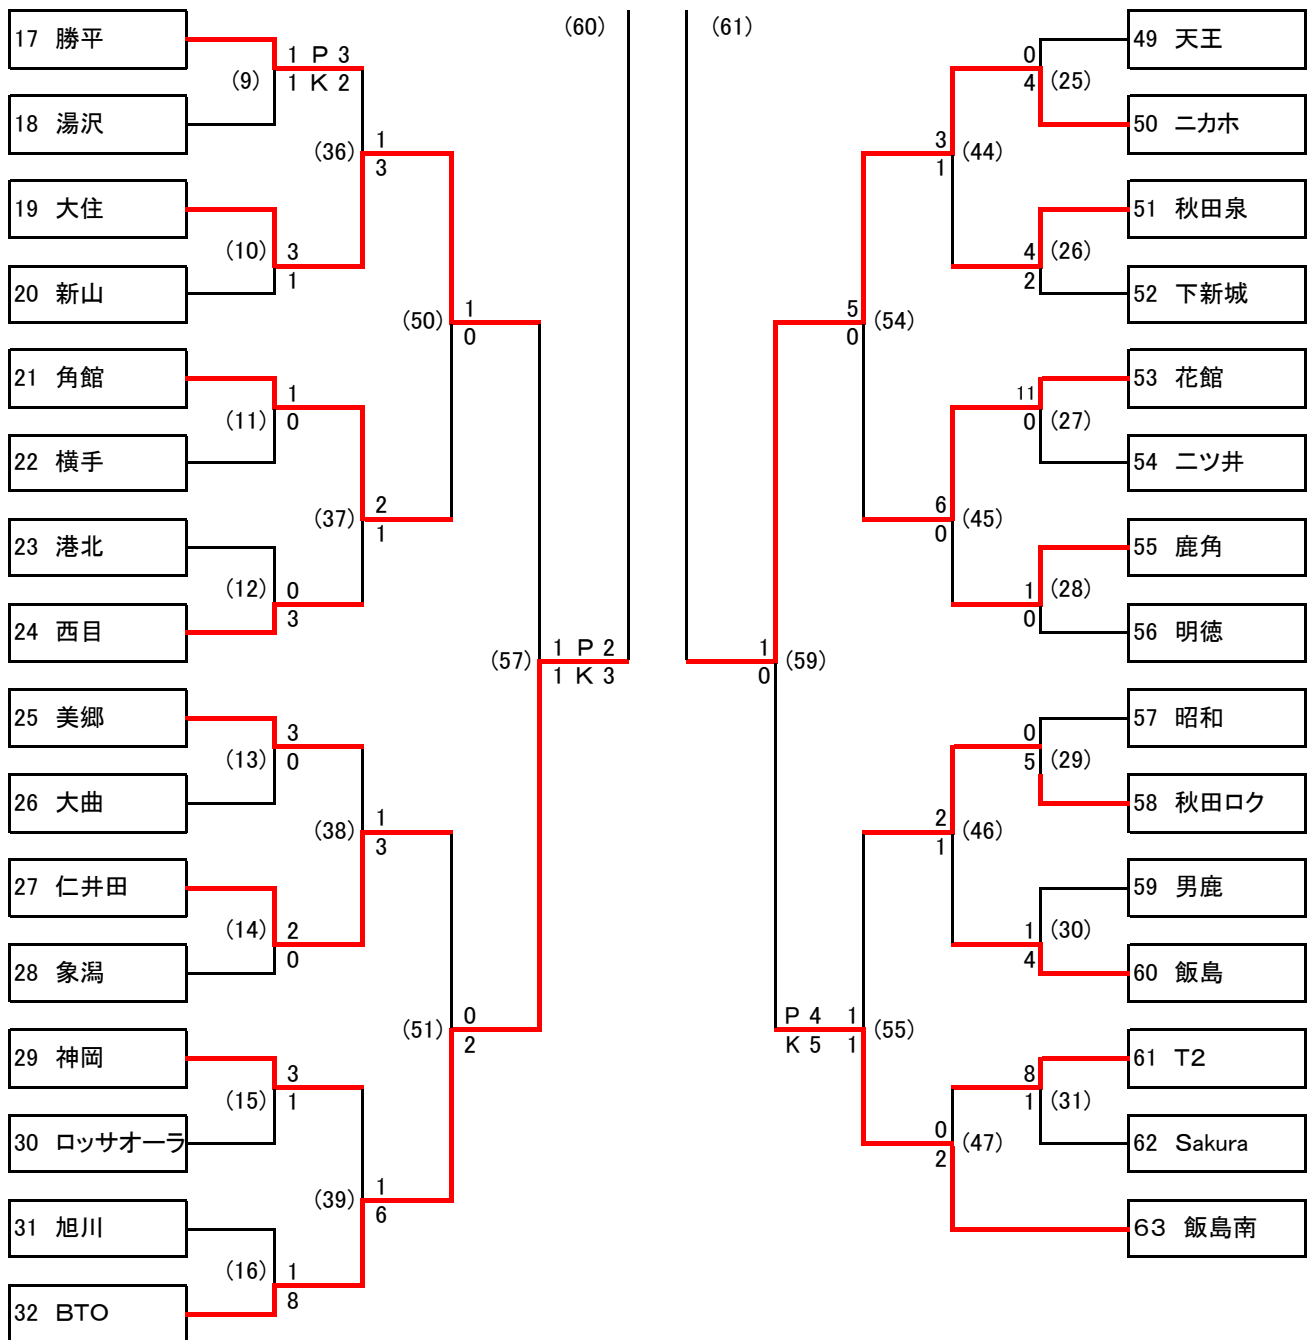 17 勝平
(9)
1 P 3
1 K 2
18 湯沢
(36)
1
3
19 大住
(10)
3
1
20 新山
(50)
1
0
21 角館
(11)
1
0
22 横手
(37)
2
1
23 港北
(12)
0
3
24 西目
(57)
1 P 2
1 K 3
25 美郷
(13)
3
0
26 大曲
(38)
1
3
27 仁井田
(14)
2
0
28 象潟
(51)
0
2
29 神岡
(15)
3
1
30 ロッサオーラ
(39)
1
6
31 旭川
(16)
1
8
32 BTO
(60)
(61)
49 天王
0
4
(25)
50 ニカホ
3
1
(44)
51 秋田泉
4
2
(26)
52 下新城
5
0
(54)
53 花館
11
0
(27)
54 二ツ井
6
0
(45)
55 鹿角
1
0
(28)
56 明徳
1
0
(59)
57 昭和
0
5
(29)
58 秋田ロク
2
1
(46)
59 男鹿
1
4
(30)
60 飯島
P 4 1
K 5 1
(55)
61 T2
8
1
(31)
62 Sakura
0
2
(47)
63 飯島南